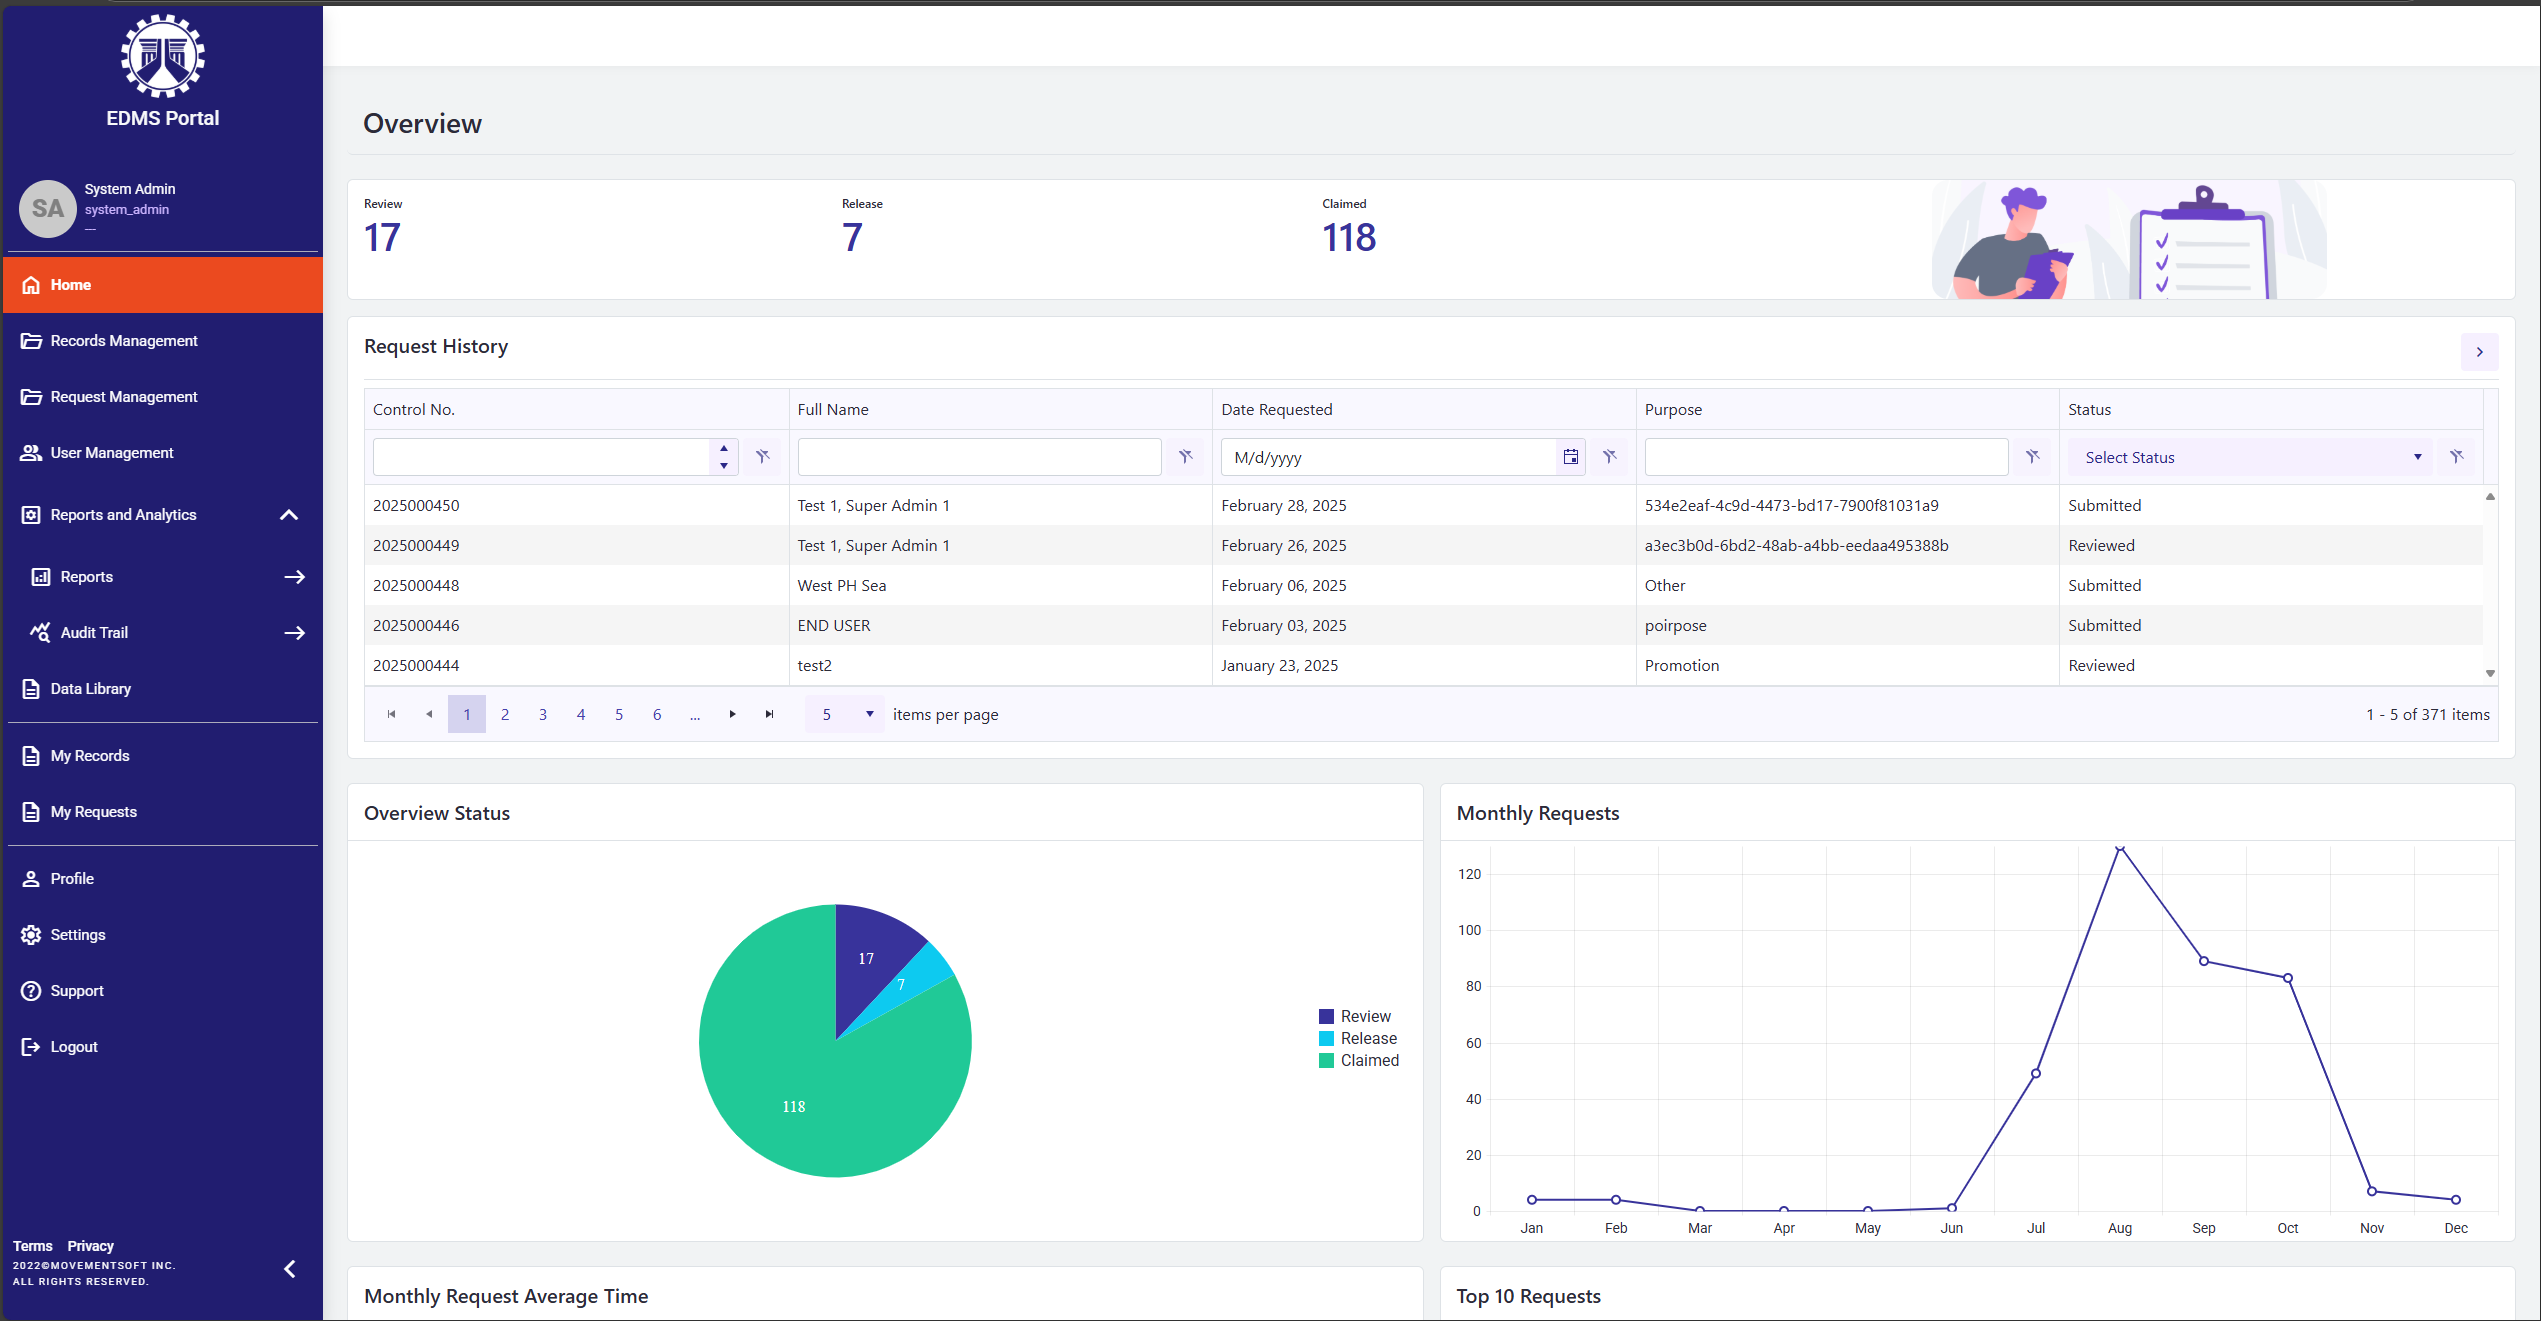 EDMS Portal
SA
System Admin
system_admin
—
Home
Records Management
Request Management
User Management
Reports and Analytics
Reports
Audit Trail
Data Library
My Records
My Requests
Profile
Settings
Support
Logout
Terms Privacy
2022©MOVEMENTSOFT INC.
ALL RIGHTS RESERVED.
Overview
Review Release Claimed
17 7 118
Request History
Control No. Full Name Date Requested Purpose Status
M/d/yyyy Select Status
2025000450 Test 1, Super Admin 1 February 28, 2025 534e2eaf-4c9d-4473-bd17-7900f81031a9 Submitted
2025000449 Test 1, Super Admin 1 February 26, 2025 a3ec3b0d-6bd2-48ab-a4bb-eedaa495388b Reviewed
2025000448 West PH Sea February 06, 2025 Other Submitted
2025000446 END USER February 03, 2025 poirpose Submitted
2025000444 test2 January 23, 2025 Promotion Reviewed
1 2 3 4 5 6 ... 5 items per page 1 - 5 of 371 items
Overview Status
17
7
118
Review
Release
Claimed
Monthly Requests
120
100
80
60
40
20
0
Jan Feb Mar Apr May Jun Jul Aug Sep Oct Nov Dec
Monthly Request Average Time
Top 10 Requests